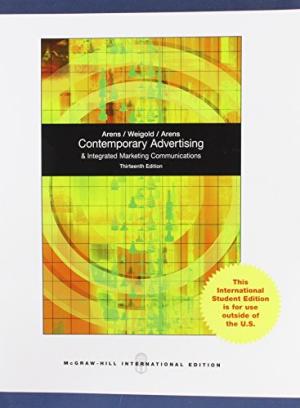 Arens / Weigold / Arens
Contemporary Advertising
& Integrated Marketing Communications
Thirteenth Edition
This
International
Student Edition
is for use
outside of
the U.S.
McGRAW-HILL INTERNATIONAL EDITION